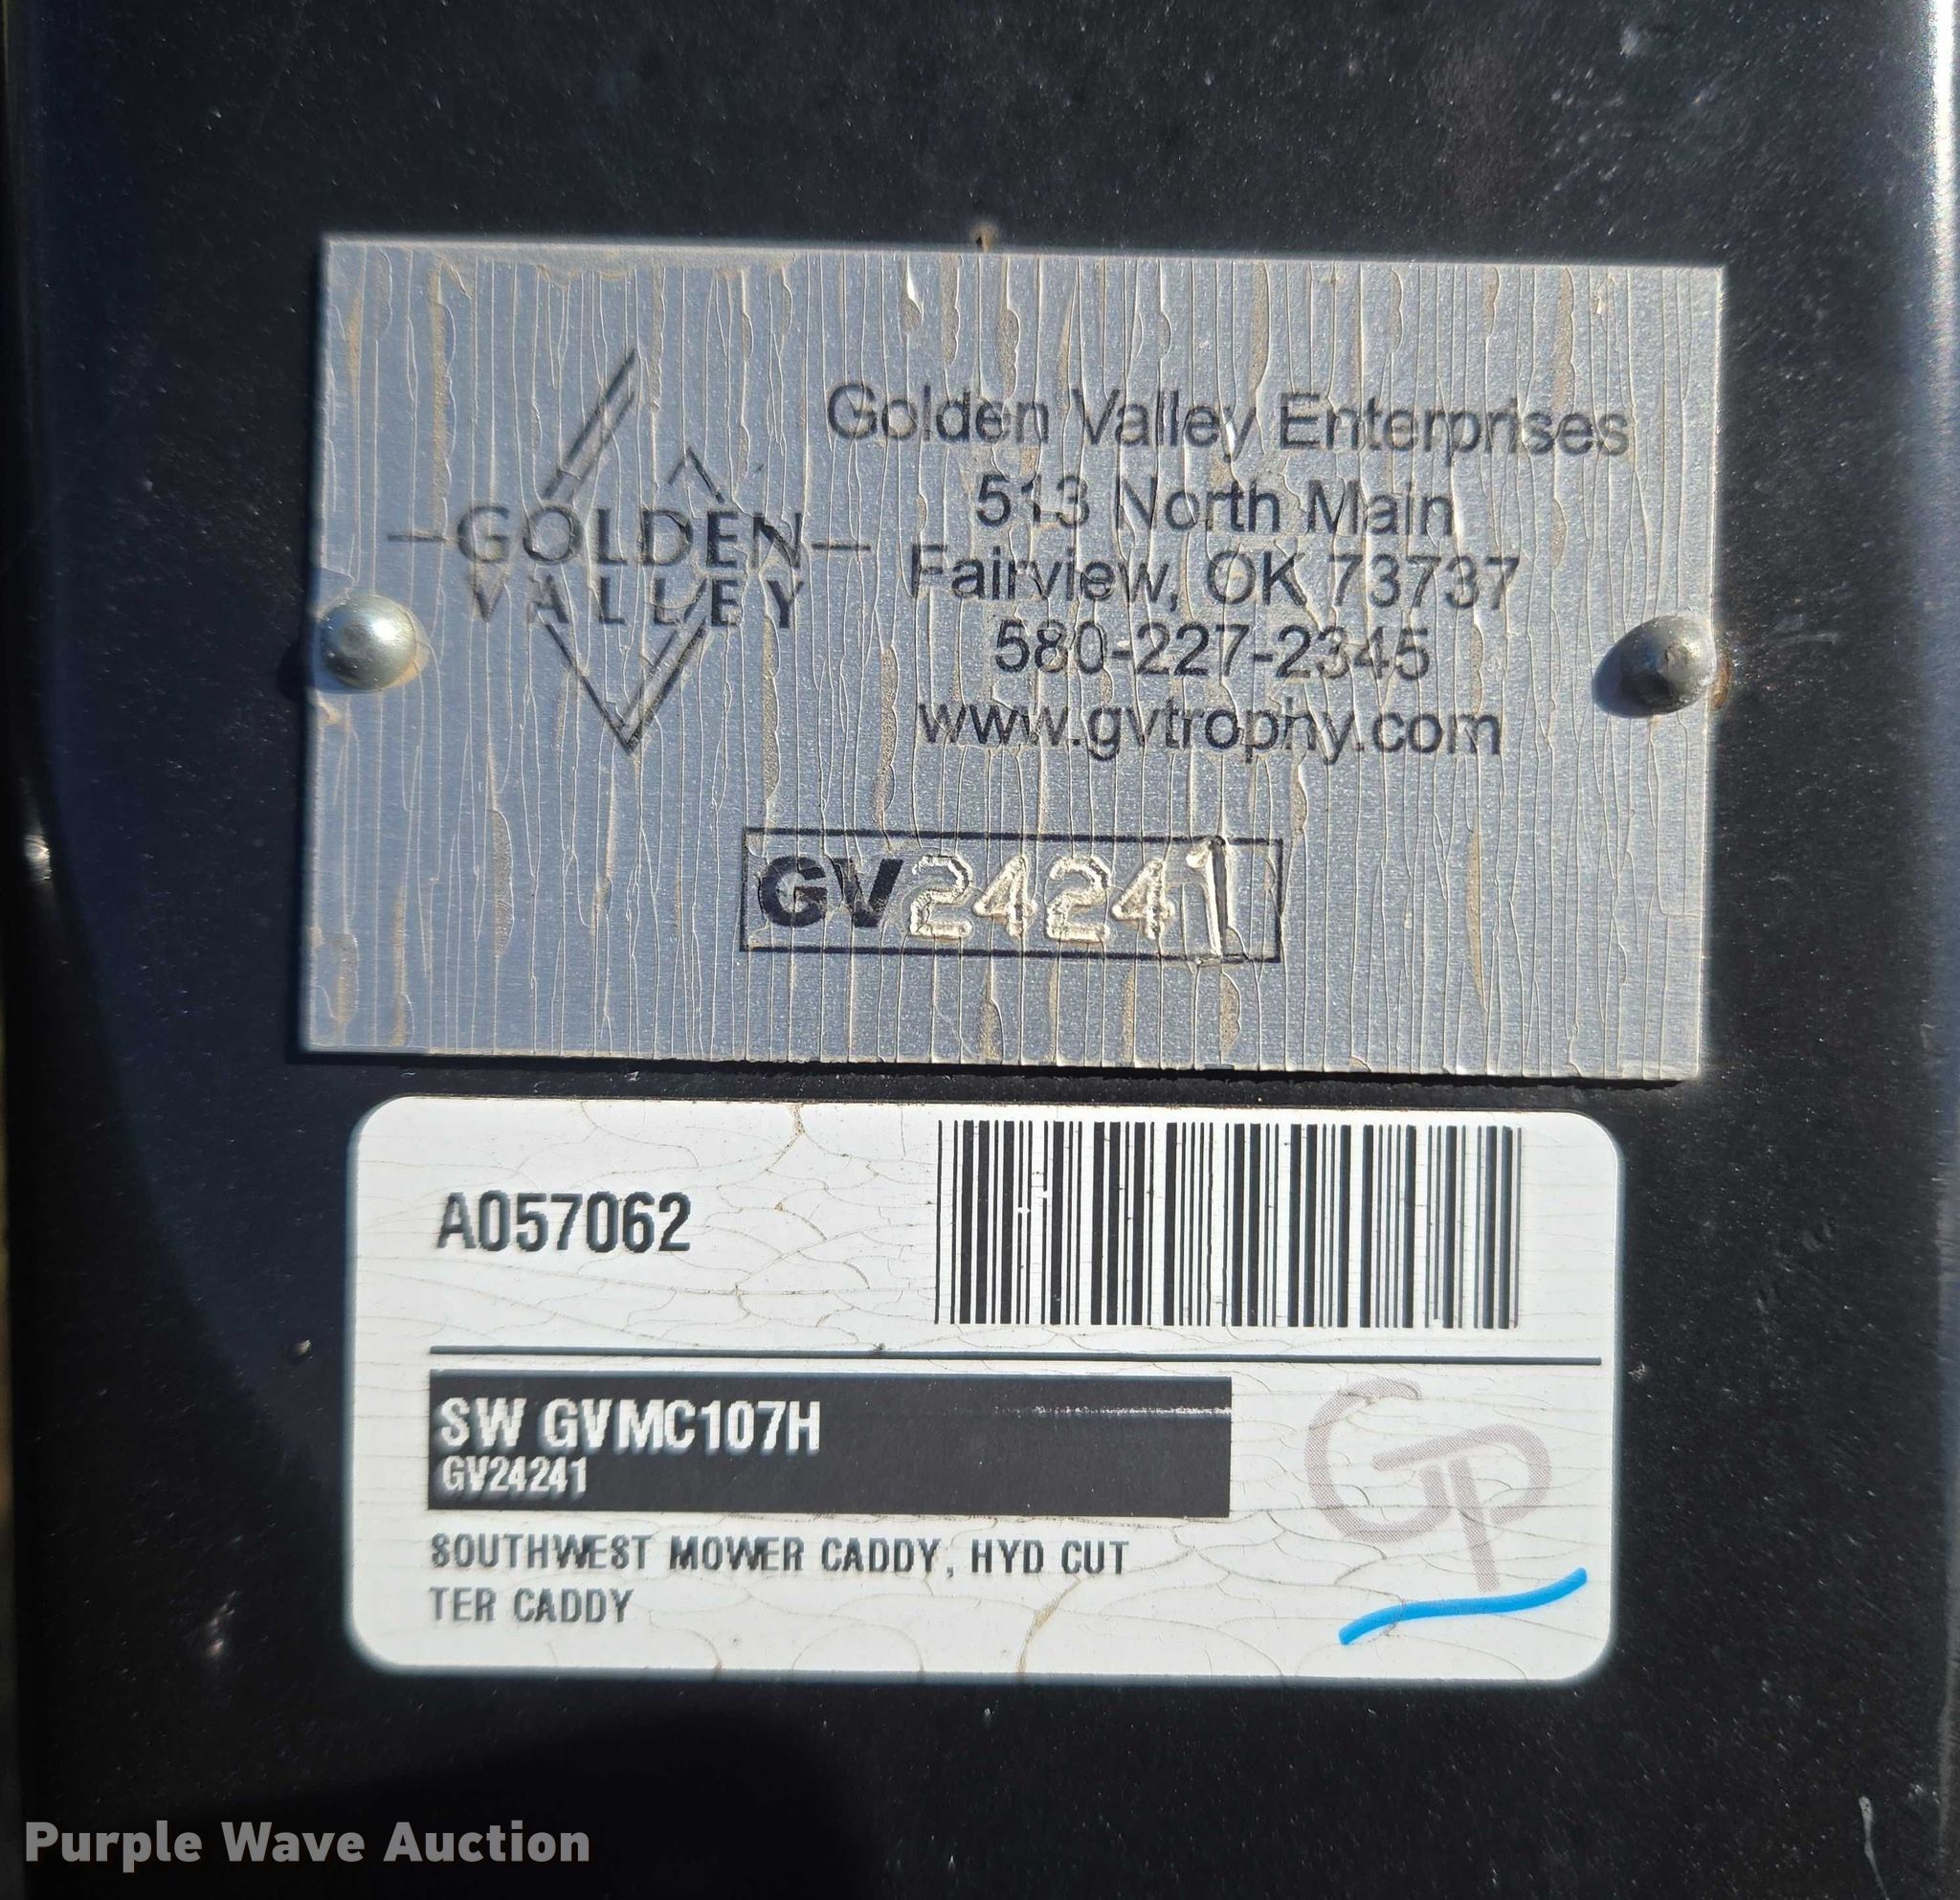 GOLDEN
VALLEY
Golden Valley Enterprises
513 North Main
Fairview, OK 73737
580-227-2345
www.gvtrophy.com
GV24241
A057062
SW GVMC107H
GV24241
SOUTHWEST MOWER CADDY, HYD CUT
TER CADDY
GP
Purple Wave Auction